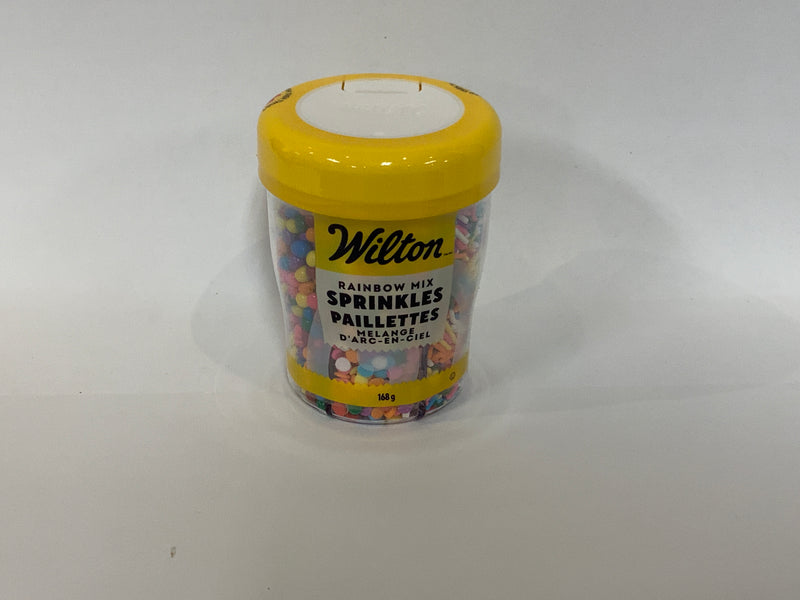 Wilton
RAINBOW MIX
SPRINKLES
PAILLETTES
MELANGE
D'ARC-EN-CIEL
168 g